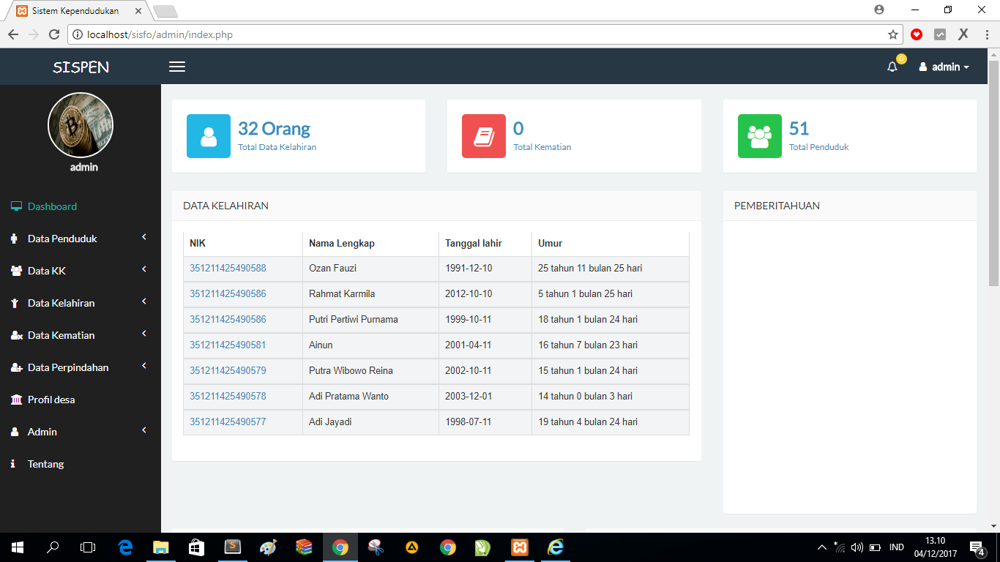 Sistem Kependudukan
localhost/sisfo/admin/index.php
SISPEN
0
admin
admin
Dashboard
Data Penduduk
Data KK
Data Kelahiran
Data Kematian
Data Perpindahan
Profil desa
Admin
Tentang
32 Orang
Total Data Kelahiran
0
Total Kematian
51
Total Penduduk
DATA KELAHIRAN
NIK Nama Lengkap Tanggal lahir Umur
351211425490588 Ozan Fauzi 1991-12-10 25 tahun 11 bulan 25 hari
351211425490586 Rahmat Karmila 2012-10-10 5 tahun 1 bulan 25 hari
351211425490586 Putri Pertiwi Purnama 1999-10-11 18 tahun 1 bulan 24 hari
351211425490581 Ainun 2001-04-11 16 tahun 7 bulan 23 hari
351211425490579 Putra Wibowo Reina 2002-10-11 15 tahun 1 bulan 24 hari
351211425490578 Adi Pratama Wanto 2003-12-01 14 tahun 0 bulan 3 hari
351211425490577 Adi Jayadi 1998-07-11 19 tahun 4 bulan 24 hari
PEMBERITAHUAN
IND
13.10
04/12/2017
4